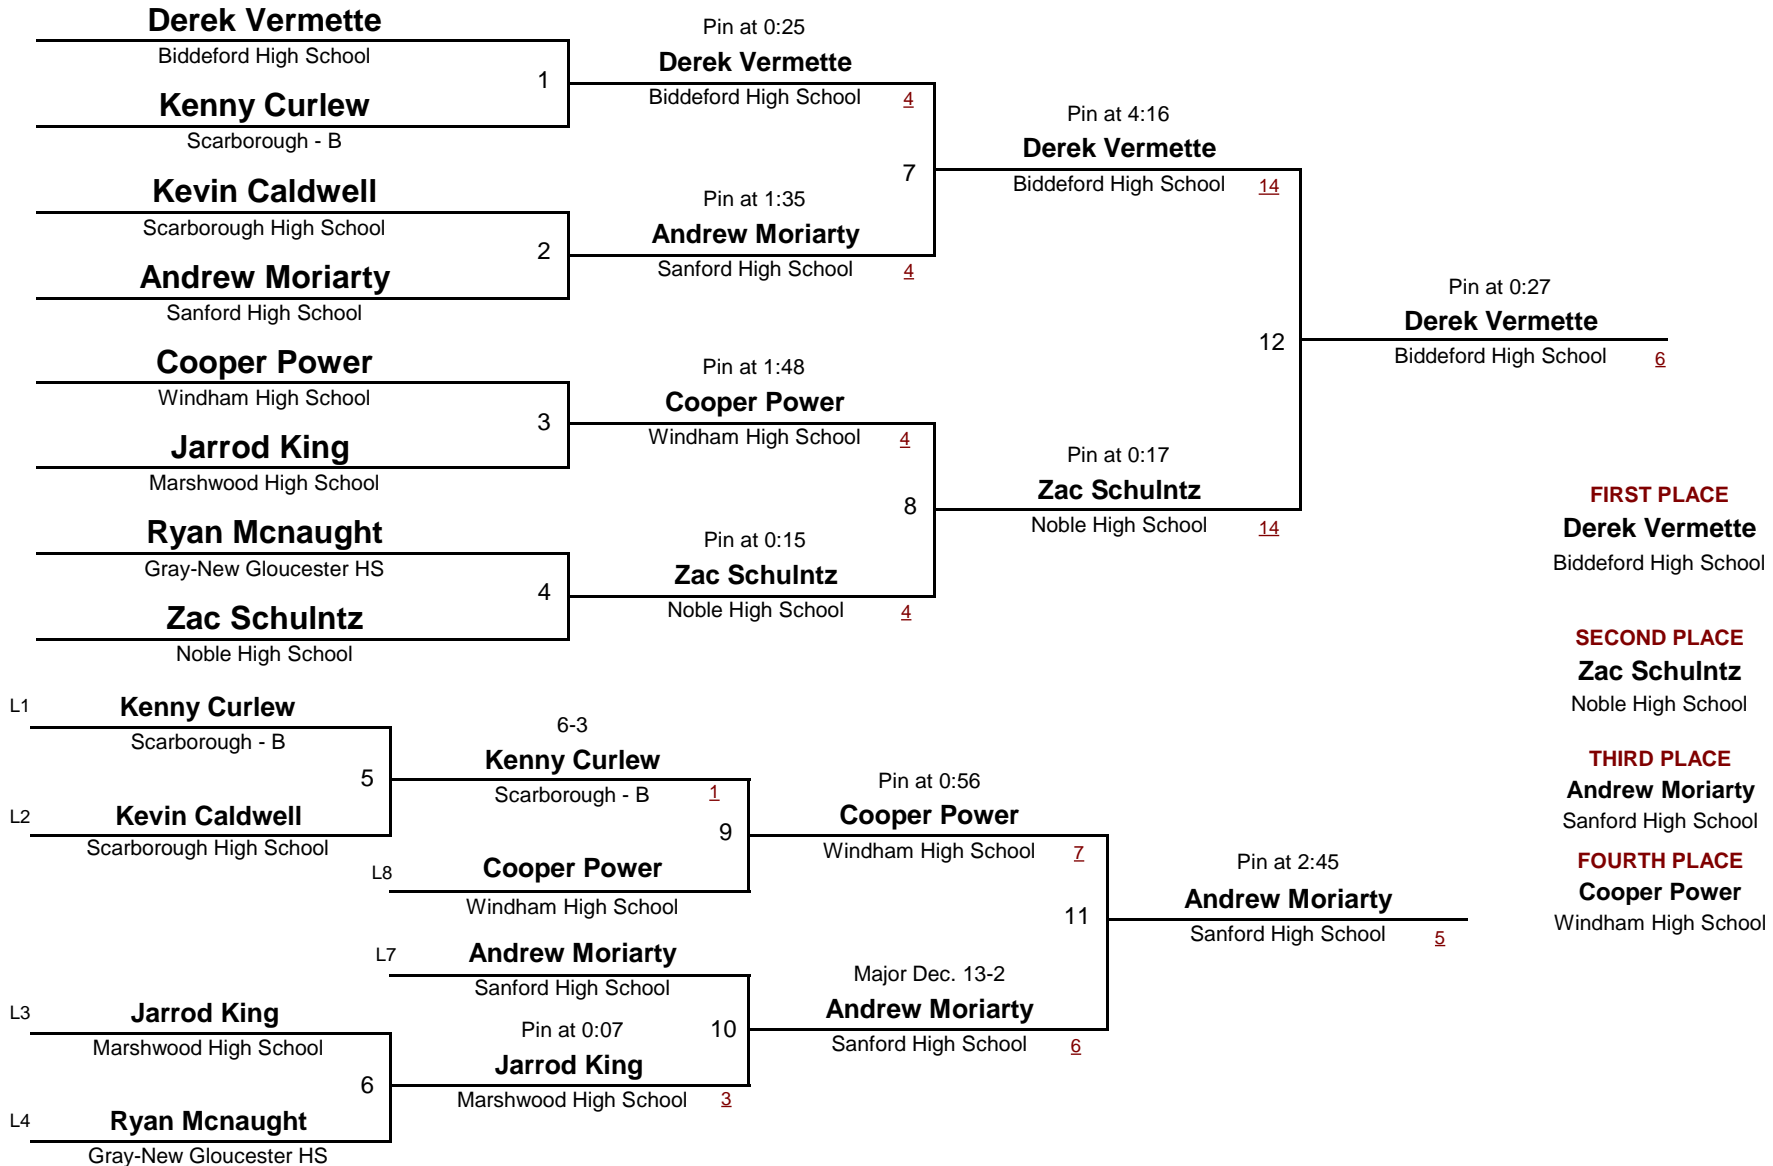 Derek Vermette
Biddeford High School
1
Kenny Curlew
Scarborough - B
Kevin Caldwell
Scarborough High School
2
Andrew Moriarty
Sanford High School
Cooper Power
Windham High School
3
Jarrod King
Marshwood High School
Ryan Mcnaught
Gray-New Gloucester HS
4
Zac Schulntz
Noble High School
Pin at 0:25
Derek Vermette
Biddeford High School 4
7
Pin at 1:35
Andrew Moriarty
Sanford High School 4
Pin at 1:48
Cooper Power
Windham High School 4
8
Pin at 0:15
Zac Schulntz
Noble High School 4
Pin at 4:16
Derek Vermette
Biddeford High School 14
12
Pin at 0:17
Zac Schulntz
Noble High School 14
Pin at 0:27
Derek Vermette
Biddeford High School 6
FIRST PLACE
Derek Vermette
Biddeford High School
SECOND PLACE
Zac Schulntz
Noble High School
THIRD PLACE
Andrew Moriarty
Sanford High School
FOURTH PLACE
Cooper Power
Windham High School
L1 Kenny Curlew
Scarborough - B
5
L2 Kevin Caldwell
Scarborough High School
L3 Jarrod King
Marshwood High School
6
L4 Ryan Mcnaught
Gray-New Gloucester HS
6-3
Kenny Curlew
Scarborough - B 1
9
L8 Cooper Power
Windham High School
L7 Andrew Moriarty
Sanford High School
10
Pin at 0:07
Jarrod King
Marshwood High School 3
Pin at 0:56
Cooper Power
Windham High School 7
11
Major Dec. 13-2
Andrew Moriarty
Sanford High School 6
Pin at 2:45
Andrew Moriarty
Sanford High School 5